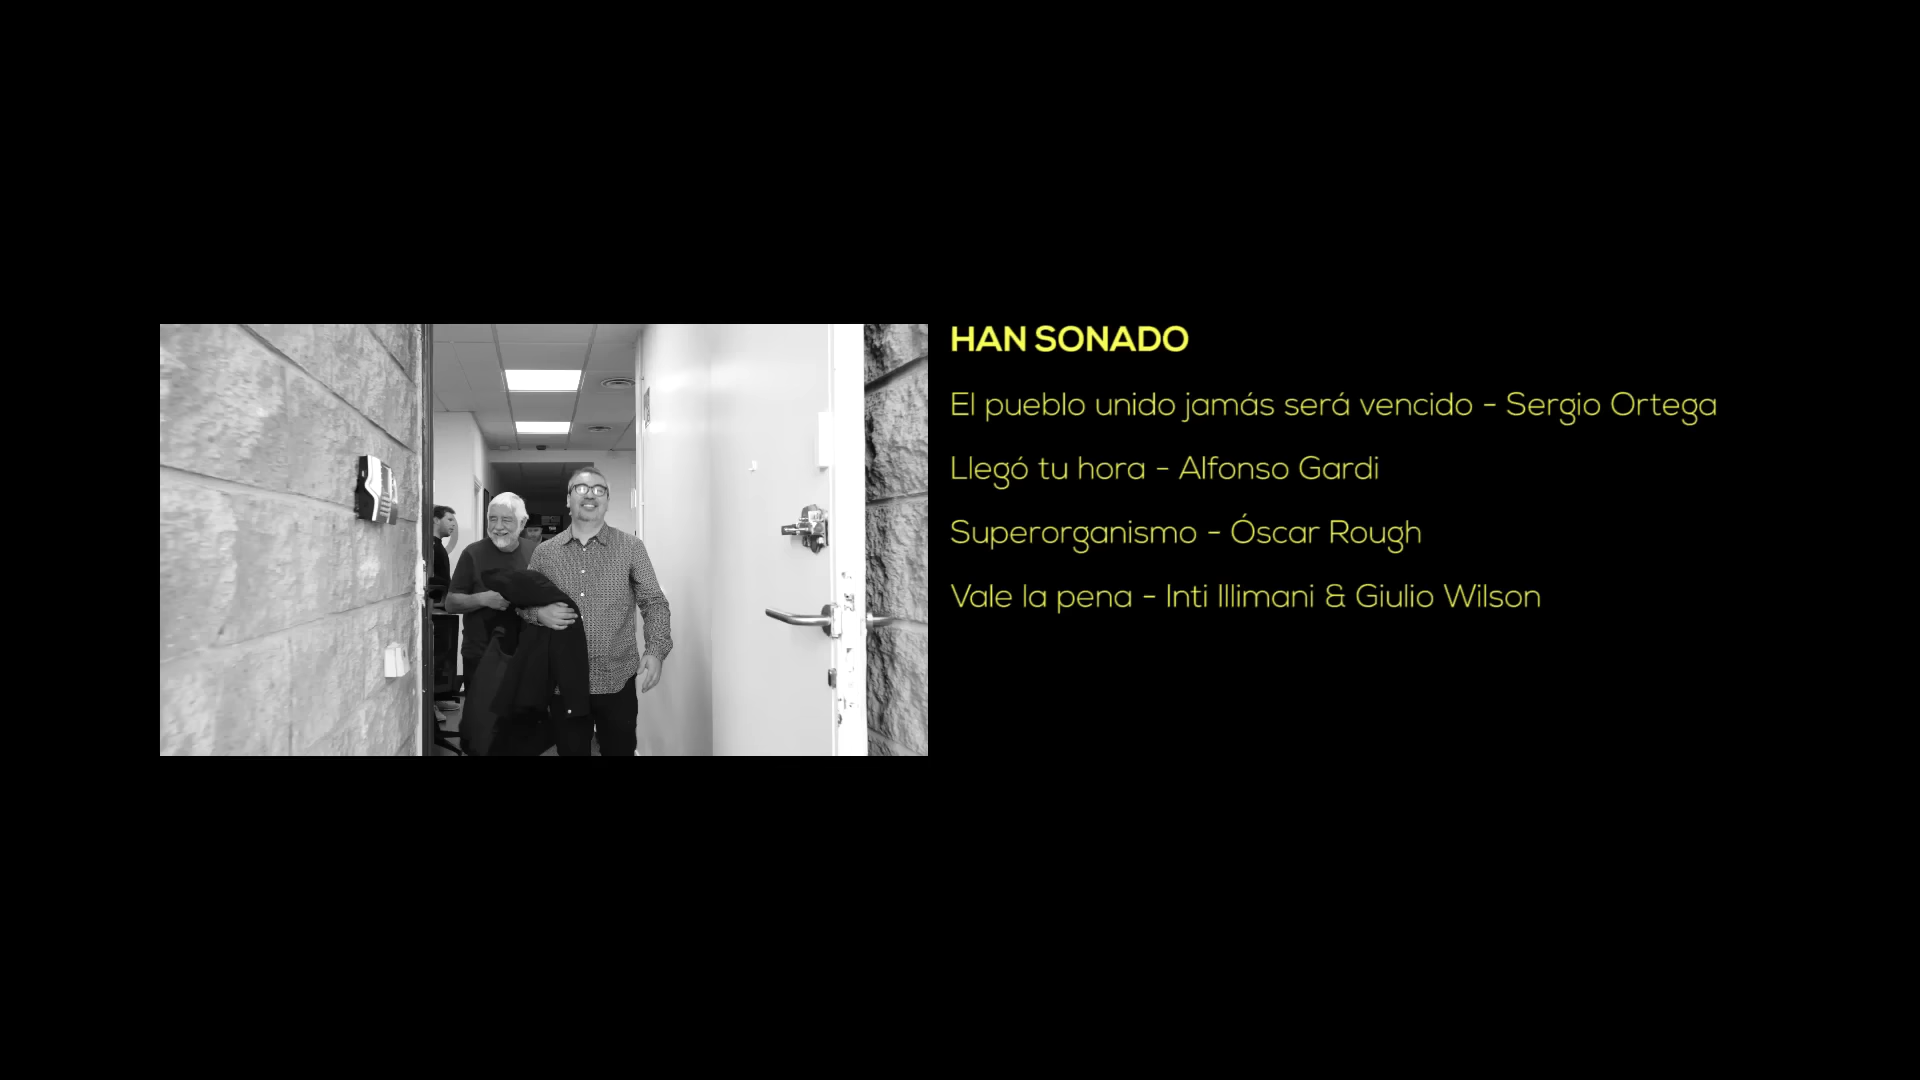 HAN SONADO
El pueblo unido jamás será vencido - Sergio Ortega
Llegó tu hora - Alfonso Gardi
Superorganismo - Óscar Rough
Vale la pena - Inti Illimani & Giulio Wilson